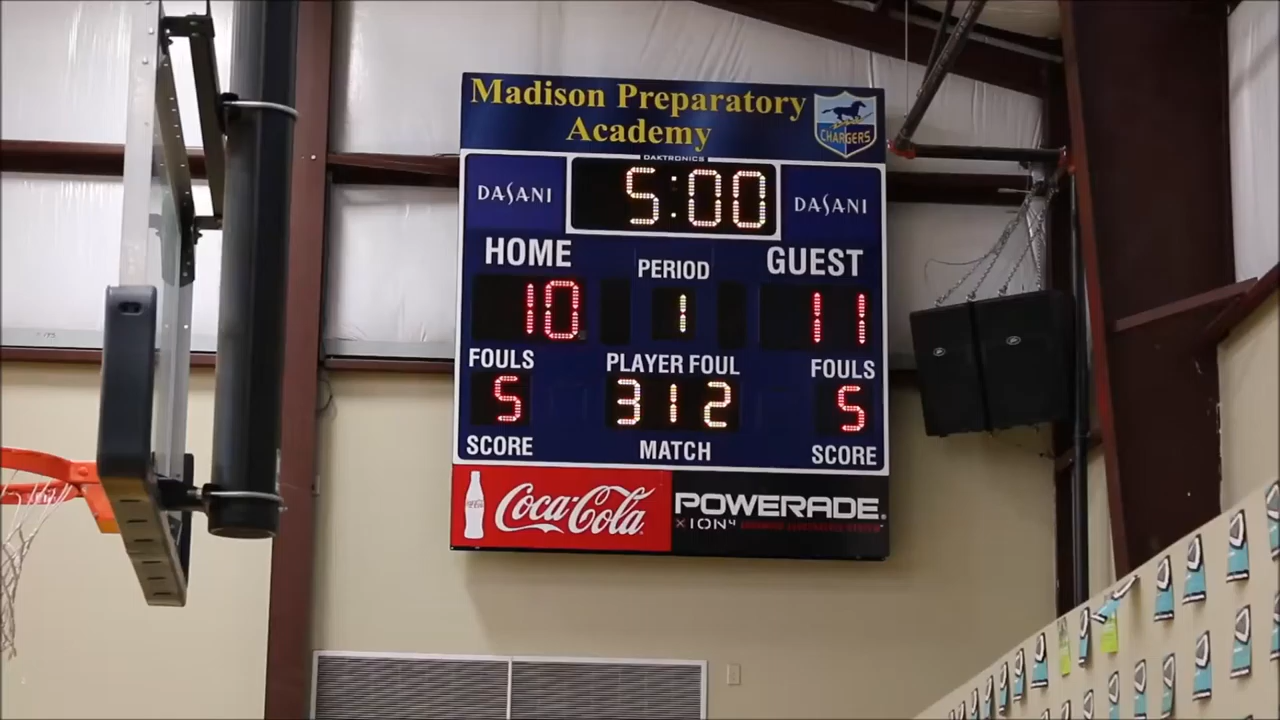 Madison Preparatory
Academy
CHARGERS
DAKTRONICS
DASANI 5:00 DASANI
HOME PERIOD GUEST
10 1 11
FOULS PLAYER FOUL FOULS
5 312 5
SCORE MATCH SCORE
Coca-Cola POWERADE
ION4